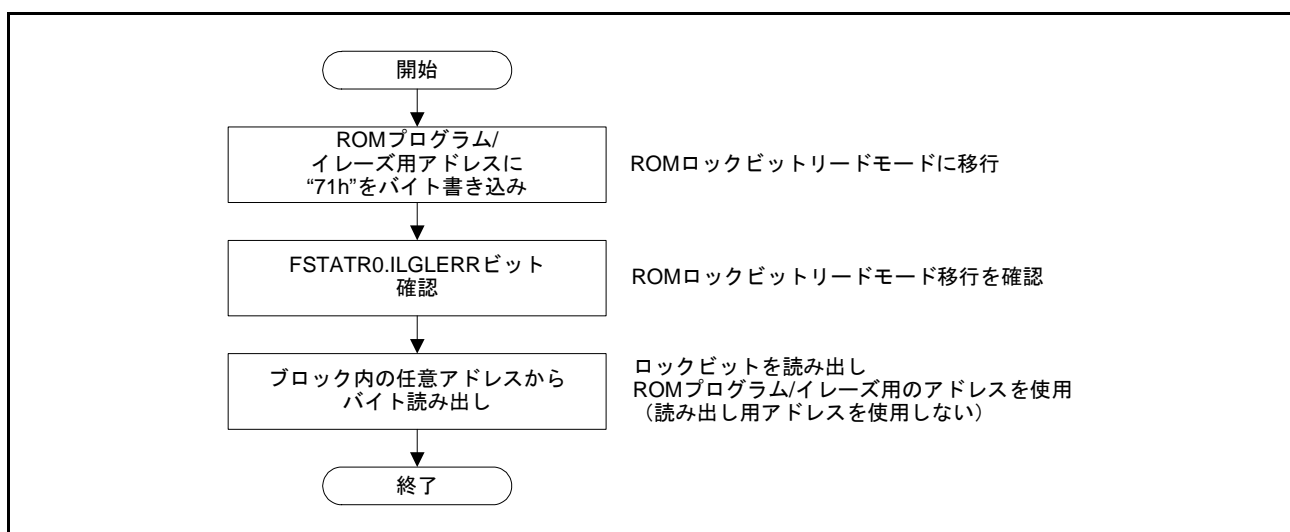 開始
ROMプログラム/
イレーズ用アドレスに
“71h”をバイト書き込み
ROMロックビットリードモードに移行
FSTATR0.ILGLERRビット
確認
ROMロックビットリードモード移行を確認
ブロック内の任意アドレスから
バイト読み出し
ロックビットを読み出し
ROMプログラム/イレーズ用のアドレスを使用
（読み出し用アドレスを使用しない）
終了